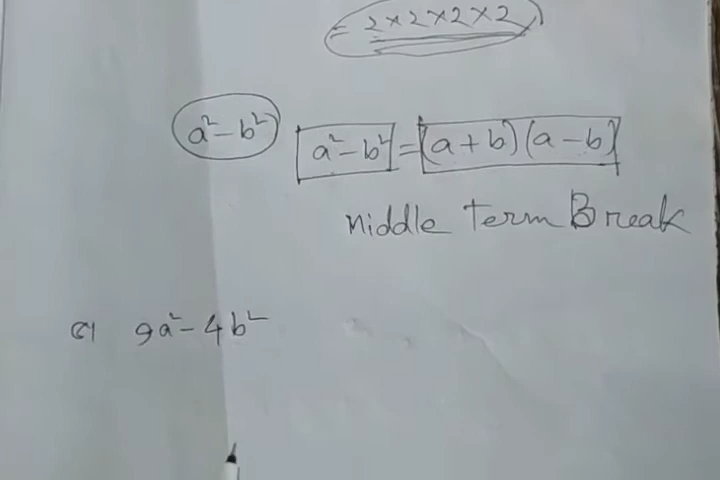 = 2×2×2×2
a²-b² a²-b² = (a+b)(a-b)
Middle Term Break
9a²-4b²